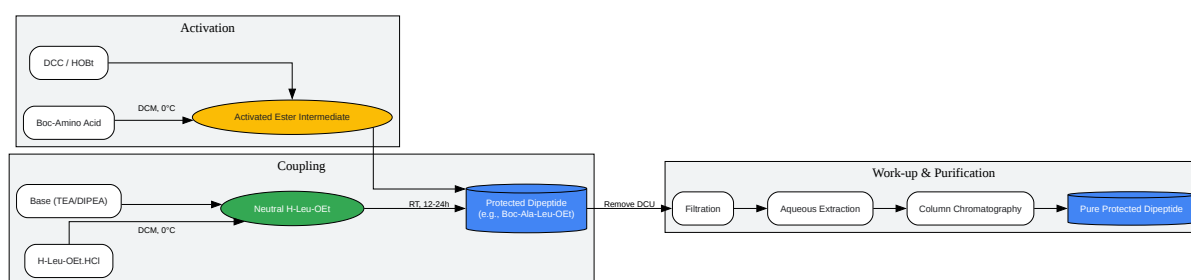 Activation
DCC / HOBt
DCM, 0°C
Boc-Amino Acid
Activated Ester Intermediate
Coupling
Base (TEA/DIPEA)
Neutral H-Leu-OEt
RT, 12-24h
DCM, 0°C
H-Leu-OEt.HCl
Protected Dipeptide
(e.g., Boc-Ala-Leu-OEt)
Remove DCU
Work-up & Purification
Filtration
Aqueous Extraction
Column Chromatography
Pure Protected Dipeptide